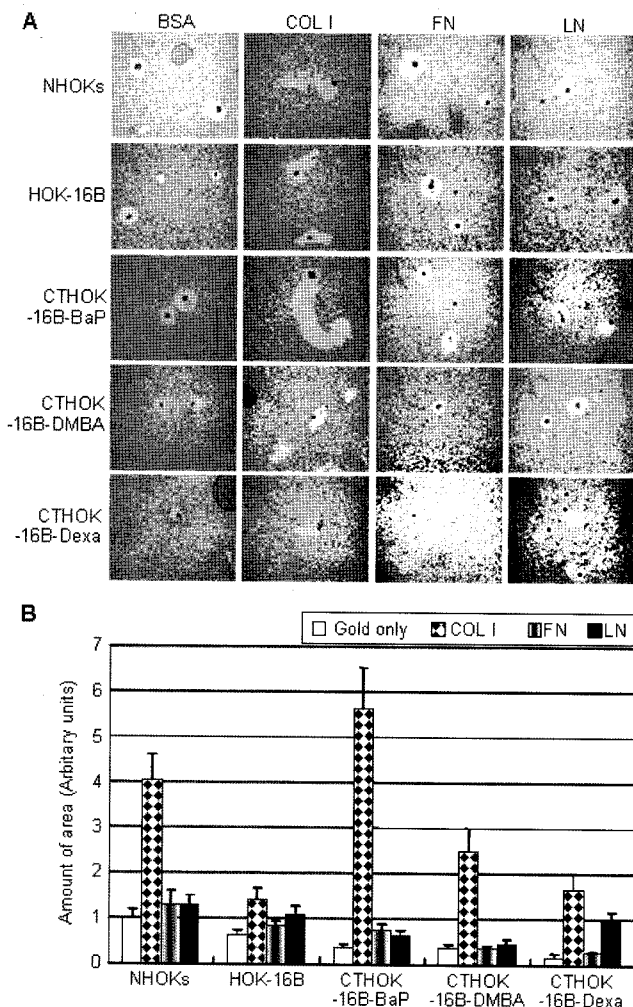 A
BSA COL I FN LN
NHOKs
HOK-16B
CTHOK
-16B-BaP
CTHOK
-16B-DMBA
CTHOK
-16B-Dexa
B
Gold only COL I FN LN
Amount of area (Arbitary units)
7
6
5
4
3
2
1
0
NHOKs HOK-16B CTHOK CTHOK CTHOK
-16B-BaP -16B-DMBA -16B-Dexa